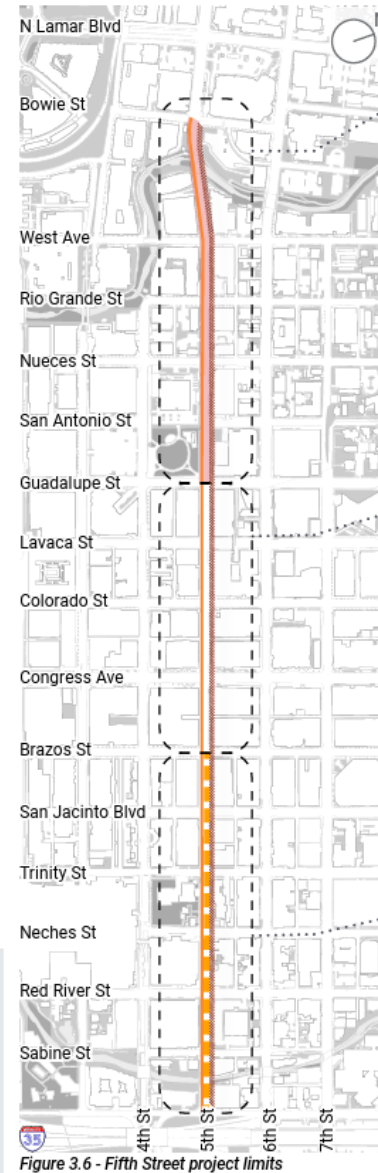 N Lamar Blvd
Bowie St
West Ave
Rio Grande St
Nueces St
San Antonio St
Guadalupe St
Lavaca St
Colorado St
Congress Ave
Brazos St
San Jacinto Blvd
Trinity St
Neches St
Red River St
Sabine St
4th St
5th St
6th St
7th St
35
Figure 3.6 - Fifth Street project limits